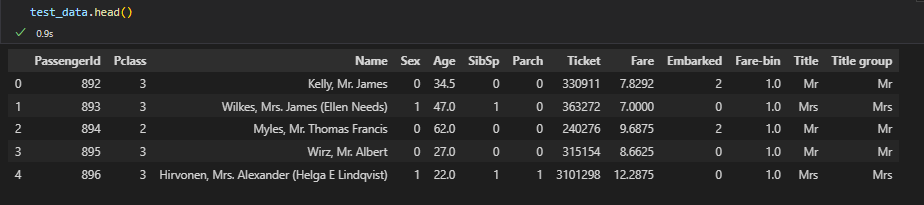 test_data.head()
0.9s
PassengerId Pclass Name Sex Age SibSp Parch Ticket Fare Embarked Fare-bin Title Title group
0 892 3 Kelly, Mr. James 0 34.5 0 0 330911 7.8292 2 1.0 Mr Mr
1 893 3 Wilkes, Mrs. James (Ellen Needs) 1 47.0 1 0 363272 7.0000 0 1.0 Mrs Mrs
2 894 2 Myles, Mr. Thomas Francis 0 62.0 0 0 240276 9.6875 2 1.0 Mr Mr
3 895 3 Wirz, Mr. Albert 0 27.0 0 0 315154 8.6625 0 1.0 Mr Mr
4 896 3 Hirvonen, Mrs. Alexander (Helga E Lindqvist) 1 22.0 1 1 3101298 12.2875 0 1.0 Mrs Mrs